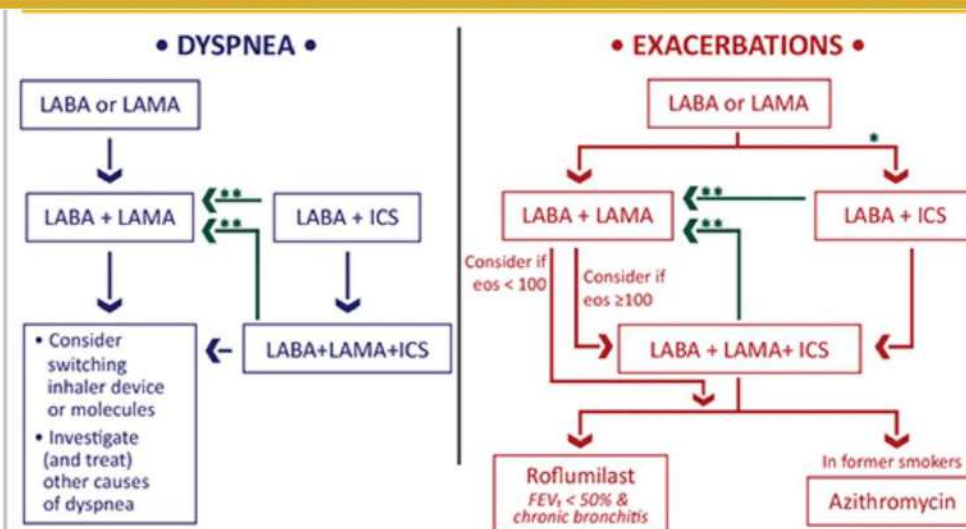 • DYSPNEA •
LABA or LAMA
**
LABA + LAMA
**
LABA + ICS
• Consider
switching
inhaler device
or molecules
• Investigate
(and treat)
other causes
of dyspnea
LABA+LAMA+ICS
• EXACERBATIONS •
LABA or LAMA
*
**
LABA + LAMA
**
LABA + ICS
Consider if
eos < 100
Consider if
eos ≥100
LABA + LAMA+ ICS
Roflumilast
FEV₁ < 50% &
chronic bronchitis
In former smokers
Azithromycin